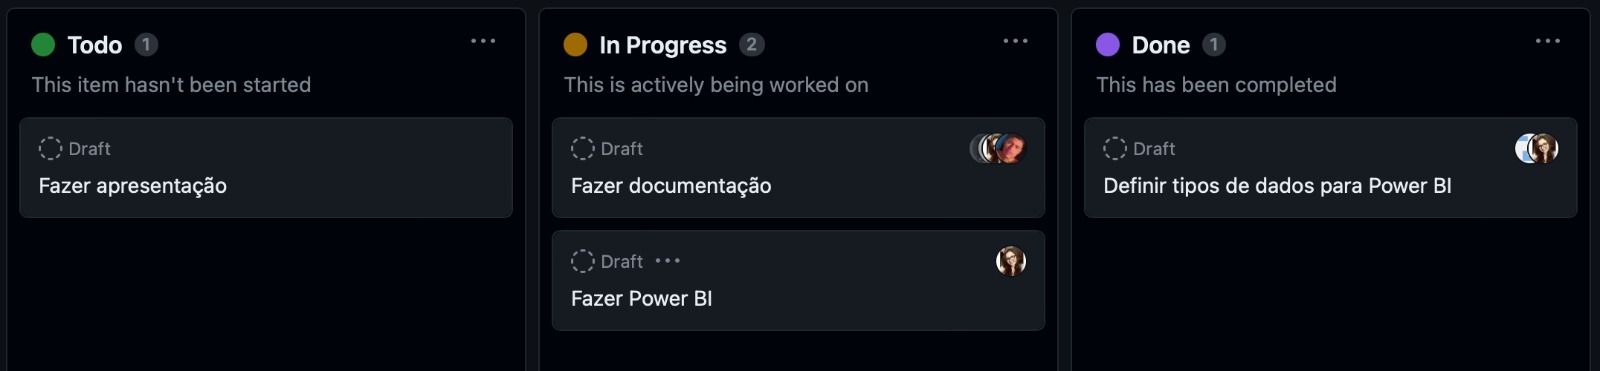 Todo 1
This item hasn't been started
Draft
Fazer apresentação
In Progress 2
This is actively being worked on
Draft
Fazer documentação
Draft
Fazer Power BI
Done 1
This has been completed
Draft
Definir tipos de dados para Power BI